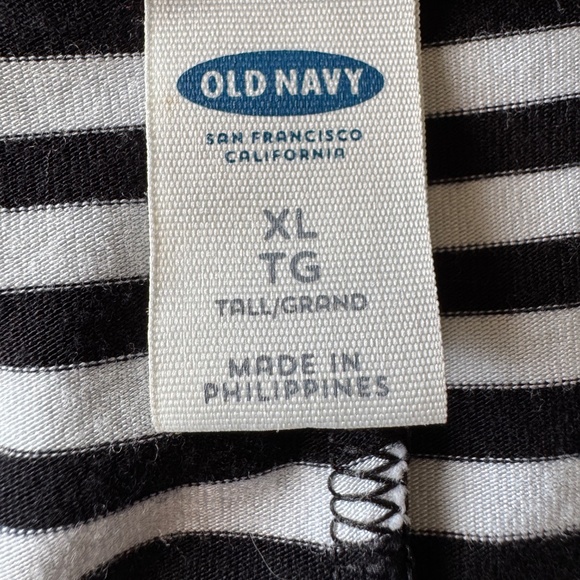 OLD NAVY
SAN FRANCISCO
CALIFORNIA
XL
TG
TALL/GRAND
MADE IN
PHILIPPINES